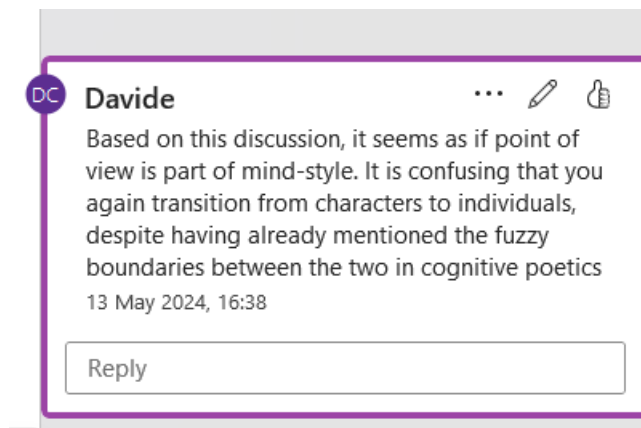 DC
Davide
Based on this discussion, it seems as if point of
view is part of mind-style. It is confusing that you
again transition from characters to individuals,
despite having already mentioned the fuzzy
boundaries between the two in cognitive poetics
13 May 2024, 16:38
Reply